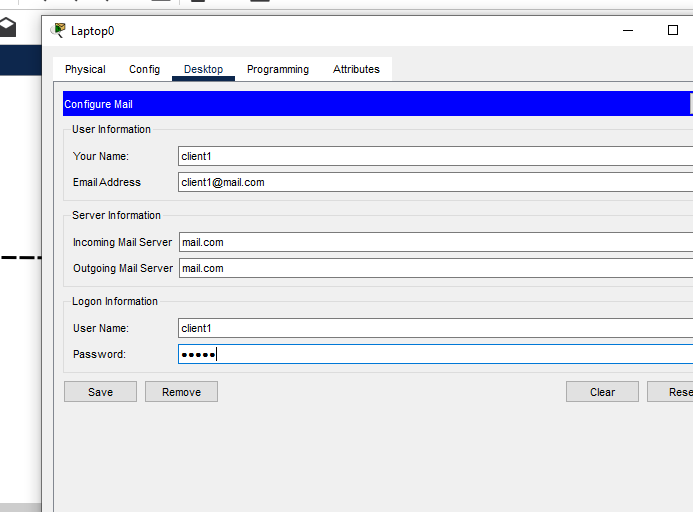 Laptop0
Physical Config Desktop Programming Attributes
Configure Mail
User Information
Your Name: client1
Email Address client1@mail.com
Server Information
Incoming Mail Server mail.com
Outgoing Mail Server mail.com
Logon Information
User Name: client1
Password: •••••
Save Remove Clear Rese